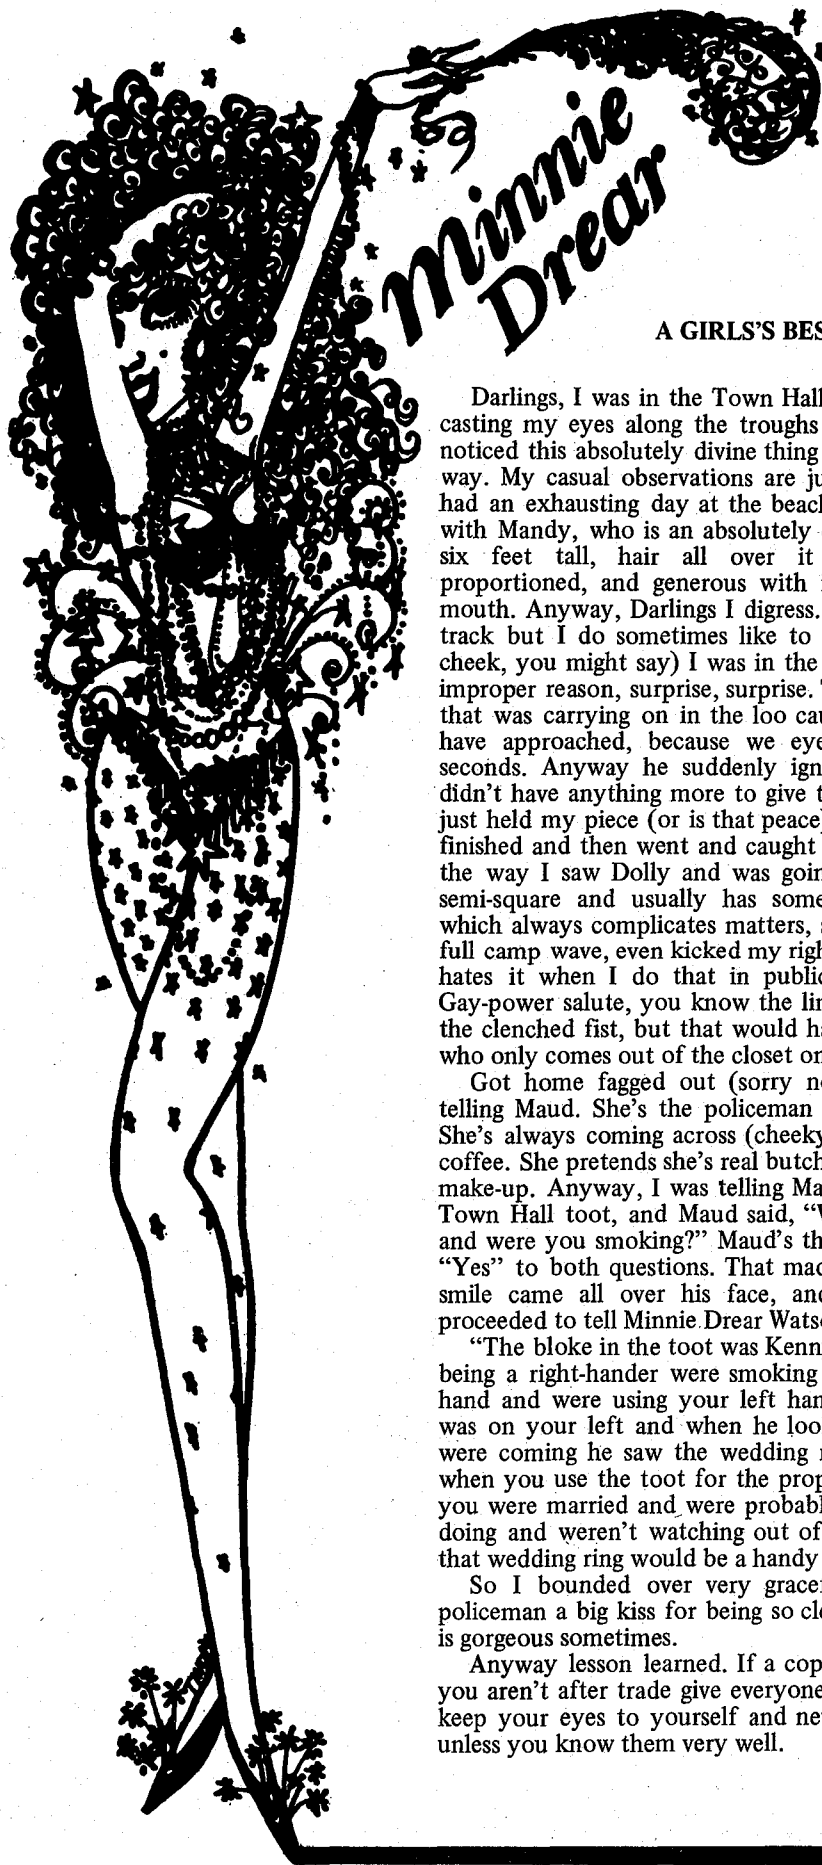 Minnie
Drear
A GIRLS'S BES
Darlings, I was in the Town Hall
casting my eyes along the troughs
noticed this absolutely divine thing
way. My casual observations are ju
had an exhausting day at the beach
with Mandy, who is an absolutely
six feet tall, hair all over it
proportioned, and generous with
mouth. Anyway, Darlings I digress.
track but I do sometimes like to
cheek, you might say) I was in the
improper reason, surprise, surprise.
that was carrying on in the loo cau
have approached, because we eye
seconds. Anyway he suddenly ign
didn't have anything more to give t
just held my piece (or is that peace)
finished and then went and caught
the way I saw Dolly and was goin
semi-square and usually has some
which always complicates matters, s
full camp wave, even kicked my righ
hates it when I do that in public
Gay-power salute, you know the lim
the clenched fist, but that would ha
who only comes out of the closet on
Got home fagged out (sorry no
telling Maud. She's the policeman
She's always coming across (cheeky
coffee. She pretends she's real butch
make-up. Anyway, I was telling Ma
Town Hall toot, and Maud said, "W
and were you smoking?" Maud's th
"Yes" to both questions. That mad
smile came all over his face, and
proceeded to tell Minnie Drear Wats
"The bloke in the toot was Kenn
being a right-hander were smoking
hand and were using your left han
was on your left and when he loo
were coming he saw the wedding r
when you use the toot for the prop
you were married and were probabl
doing and weren't watching out of
that wedding ring would be a handy
So I bounded over very grace
policeman a big kiss for being so cle
is gorgeous sometimes.
Anyway lesson learned. If a cop
you aren't after trade give everyone
keep your eyes to yourself and ne
unless you know them very well.